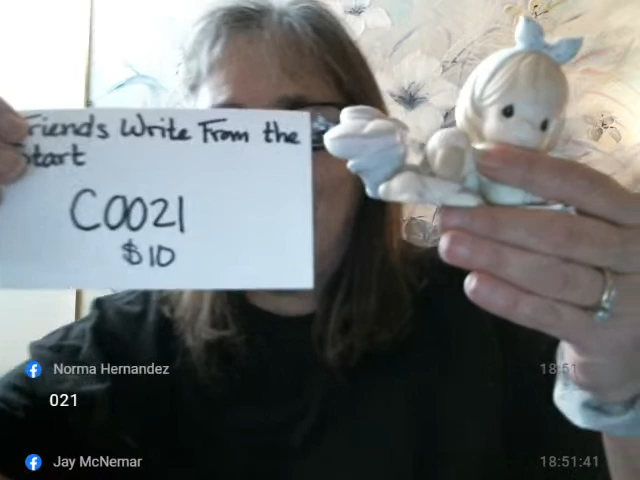 Friends Write From the
Start
C0021
$10
Norma Hernandez
18:51
021
Jay McNemar
18:51:41